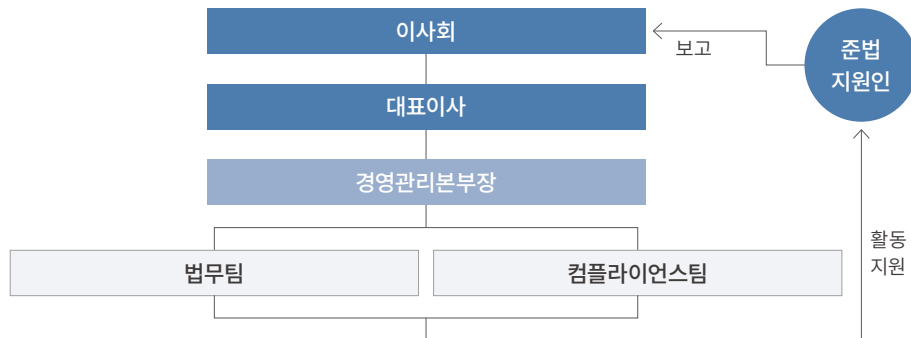 이사회
보고
준법
지원인
대표이사
경영관리본부장
법무팀
컴플라이언스팀
활동
지원